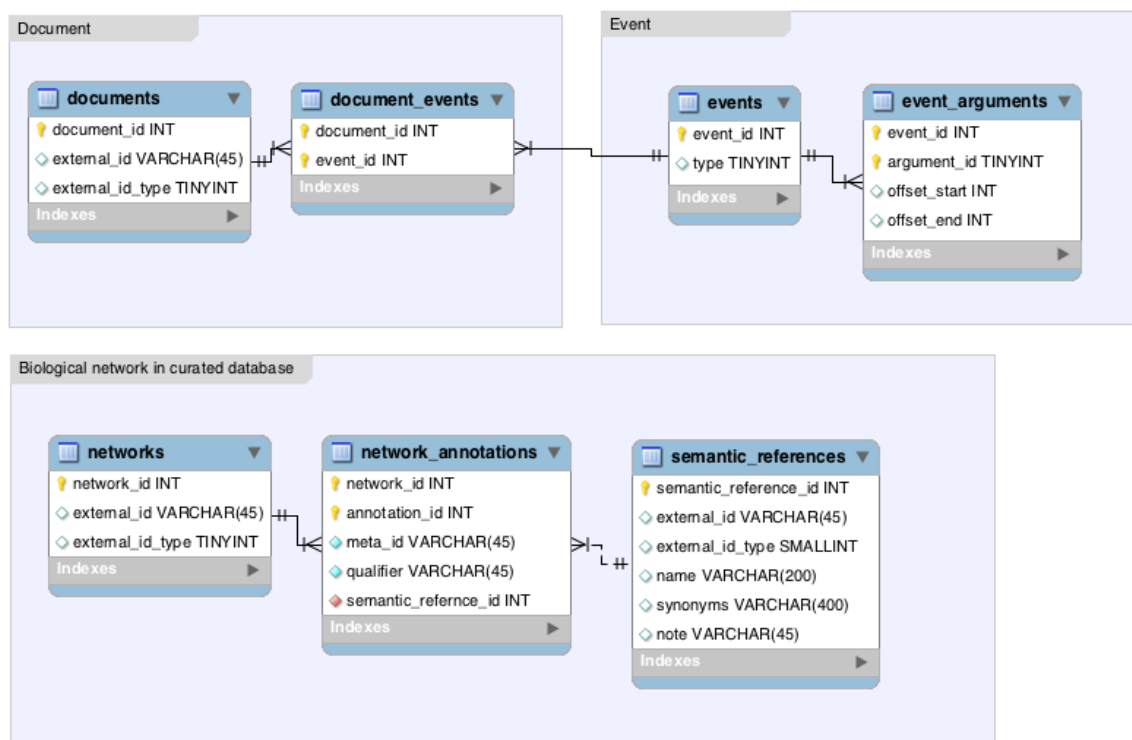 Document
documents
document_id INT
external_id VARCHAR(45)
external_id_type TINYINT
Indexes
document_events
document_id INT
event_id INT
Indexes
Event
events
event_id INT
type TINYINT
Indexes
event_arguments
event_id INT
argument_id TINYINT
offset_start INT
offset_end INT
Indexes
Biological network in curated database
networks
network_id INT
external_id VARCHAR(45)
external_id_type TINYINT
Indexes
network_annotations
network_id INT
annotation_id INT
meta_id VARCHAR(45)
qualifier VARCHAR(45)
semantic_refernce_id INT
Indexes
semantic_references
semantic_reference_id INT
external_id VARCHAR(45)
external_id_type SMALLINT
name VARCHAR(200)
synonyms VARCHAR(400)
note VARCHAR(45)
Indexes